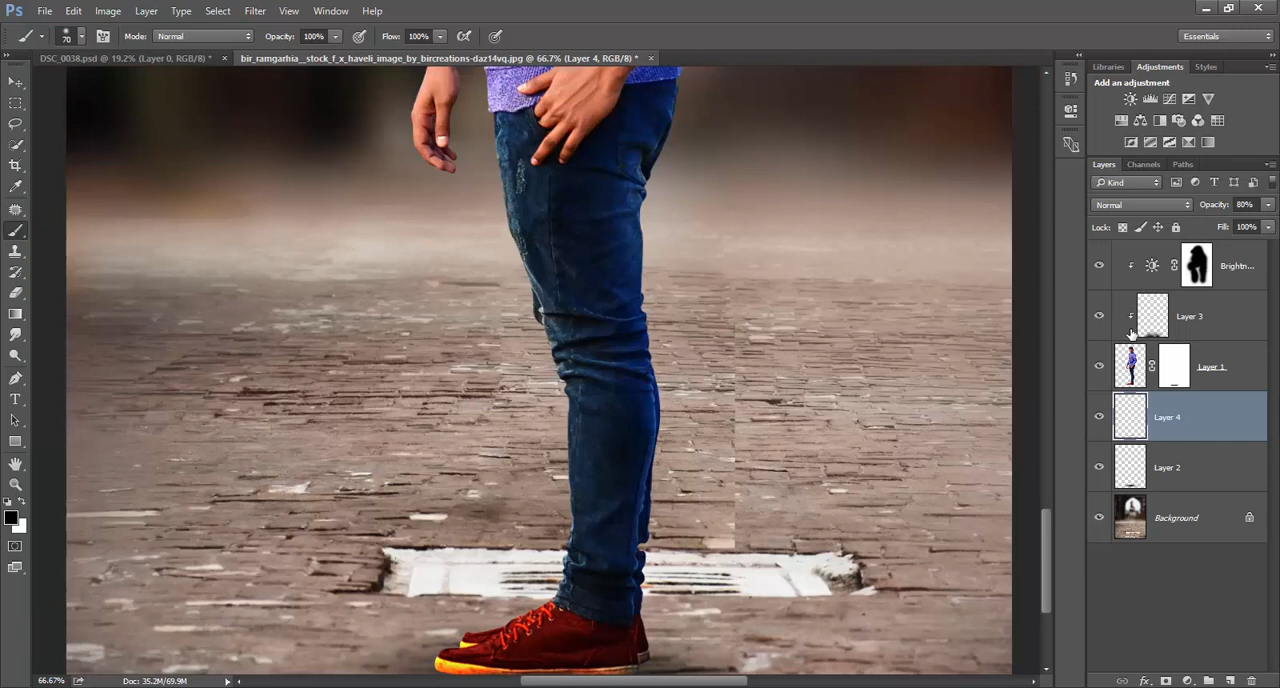 Ps File Edit Image Layer Type Select Filter View Window Help
70 Mode: Normal Opacity: 100% Flow: 100% Essentials
DSC_0038.psd @ 19.2% (Layer 0, RGB/8) * × bir_ramgarhia__stock_f_x_haveli_image_by_bircreations-daz14vq.jpg @ 66.7% (Layer 4, RGB/8) * ×
Libraries Adjustments Styles
Add an adjustment
Layers Channels Paths
Kind
Normal Opacity: 80%
Lock: Fill: 100%
Brightn...
Layer 3
Layer 1
Layer 4
Layer 2
Background
66.67% Doc: 35.2M/69.9M